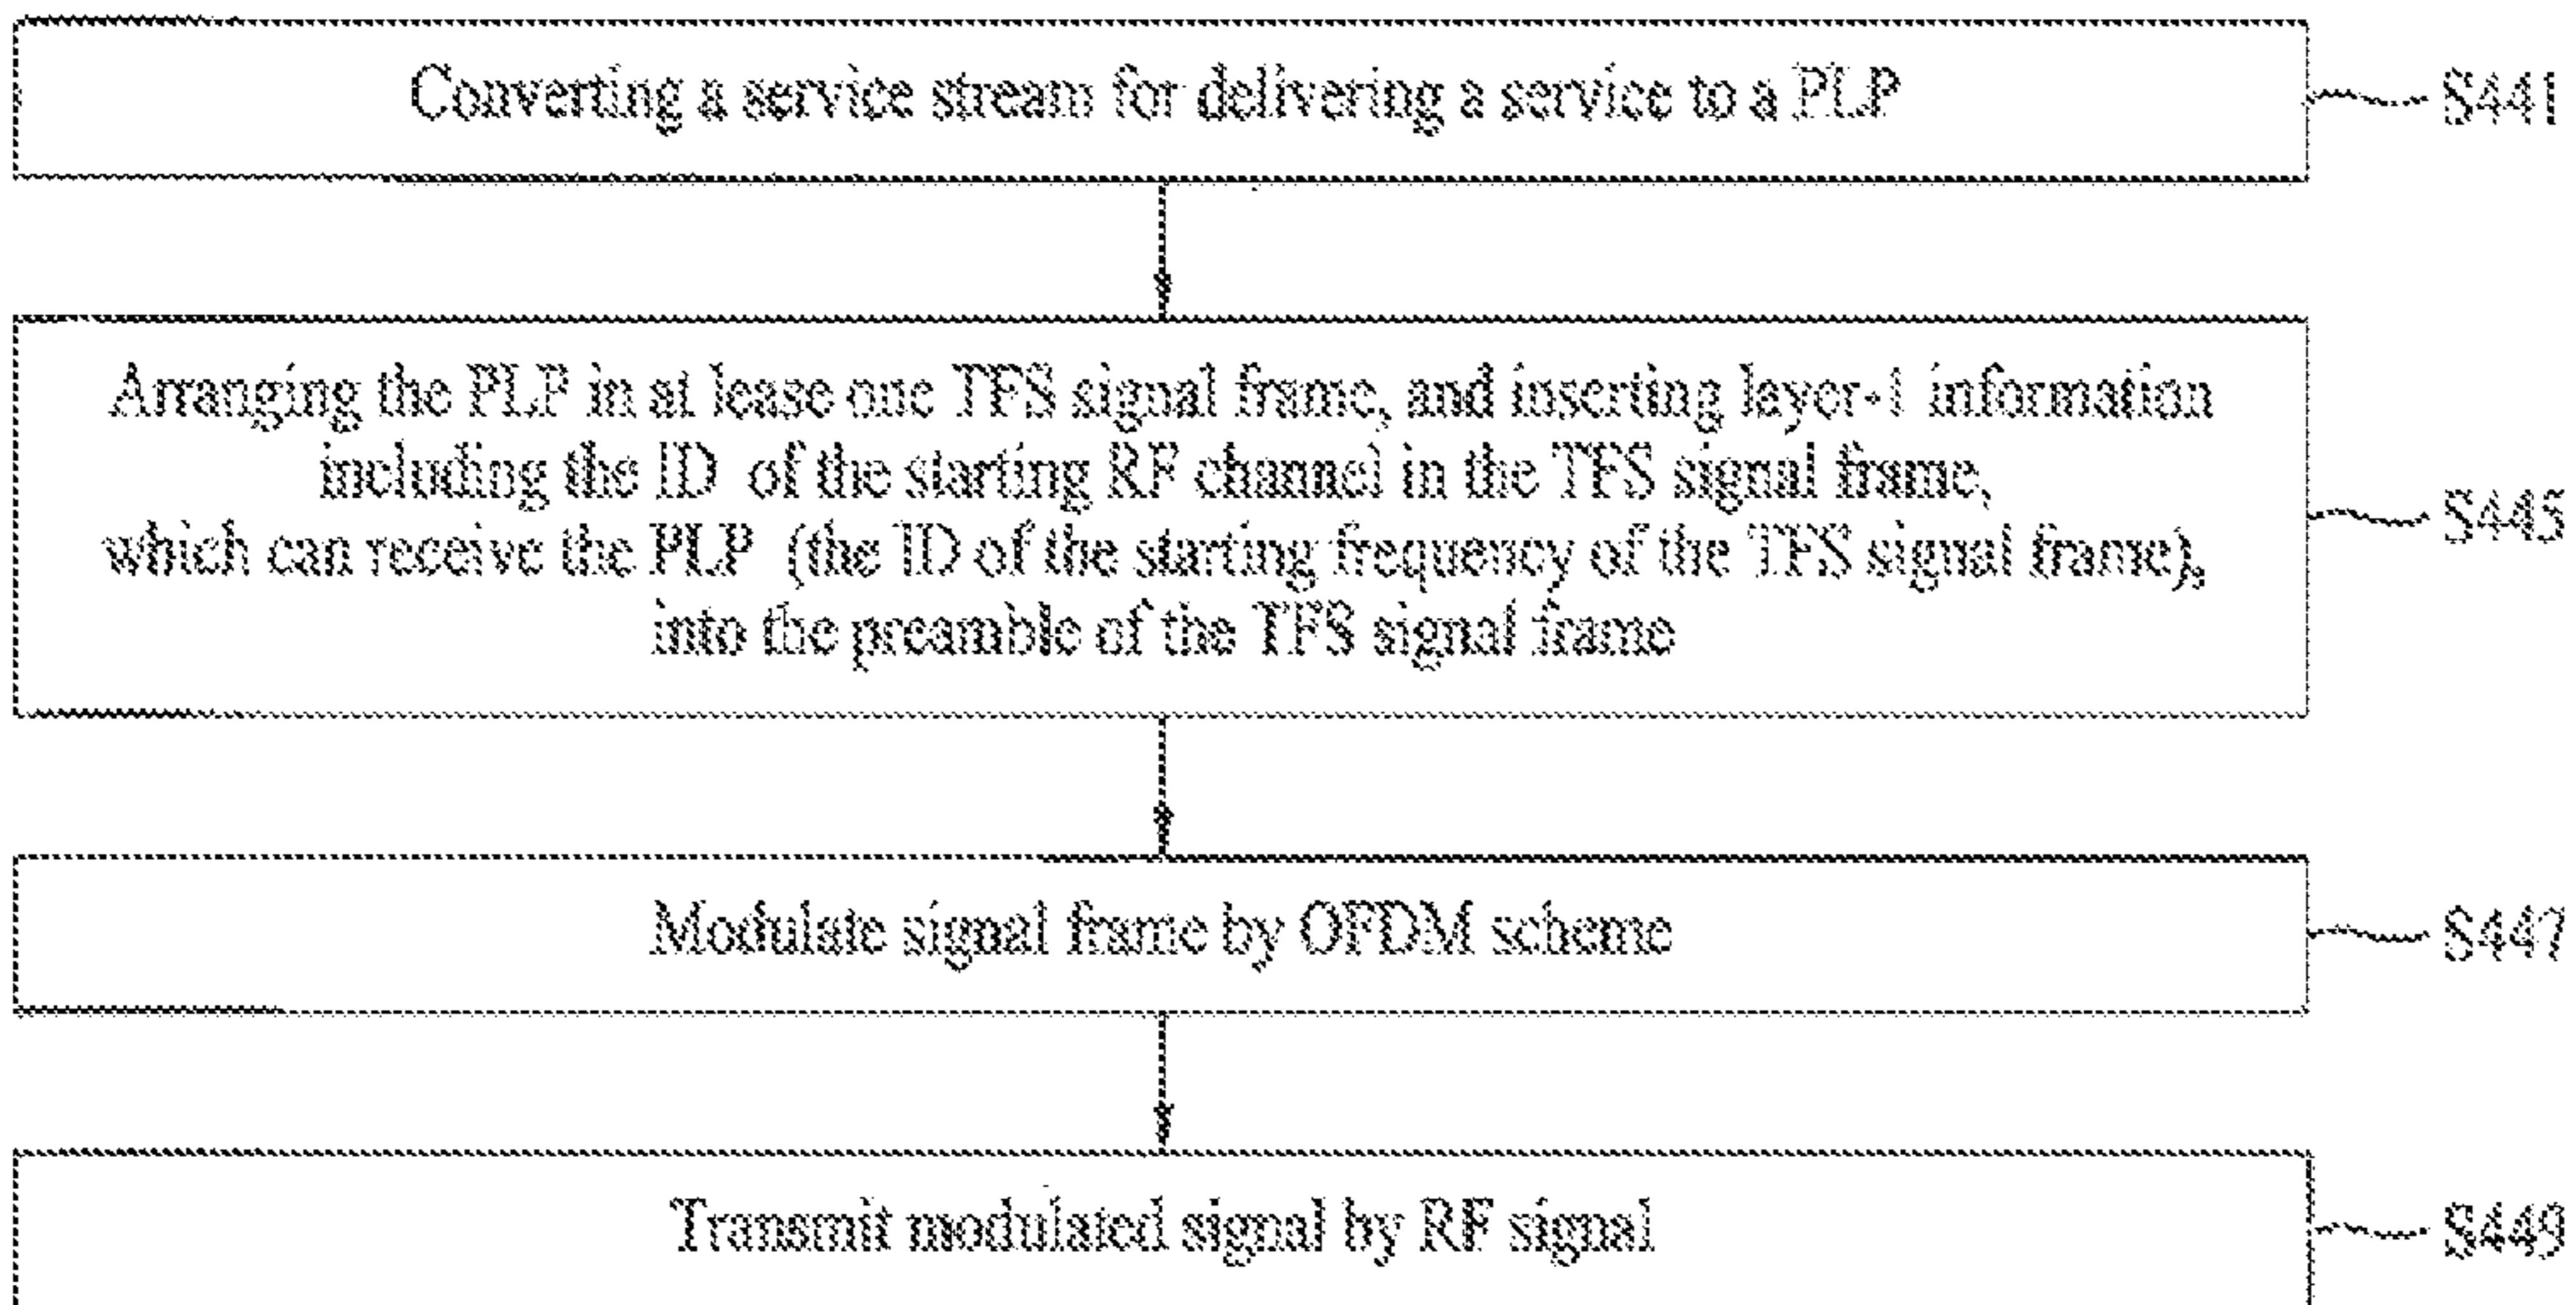 Converting a service stream for delivering a service to a PLP
S441
Arranging the PLP in at lease one TFS signal frame, and inserting layer-1 information
including the ID of the starting RF channel in the TFS signal frame,
which can receive the PLP (the ID of the starting frequency of the TFS signal frame),
into the preamble of the TFS signal frame
S445
Modulate signal frame by OFDM scheme
S447
Transmit modulated signal by RF signal
S449